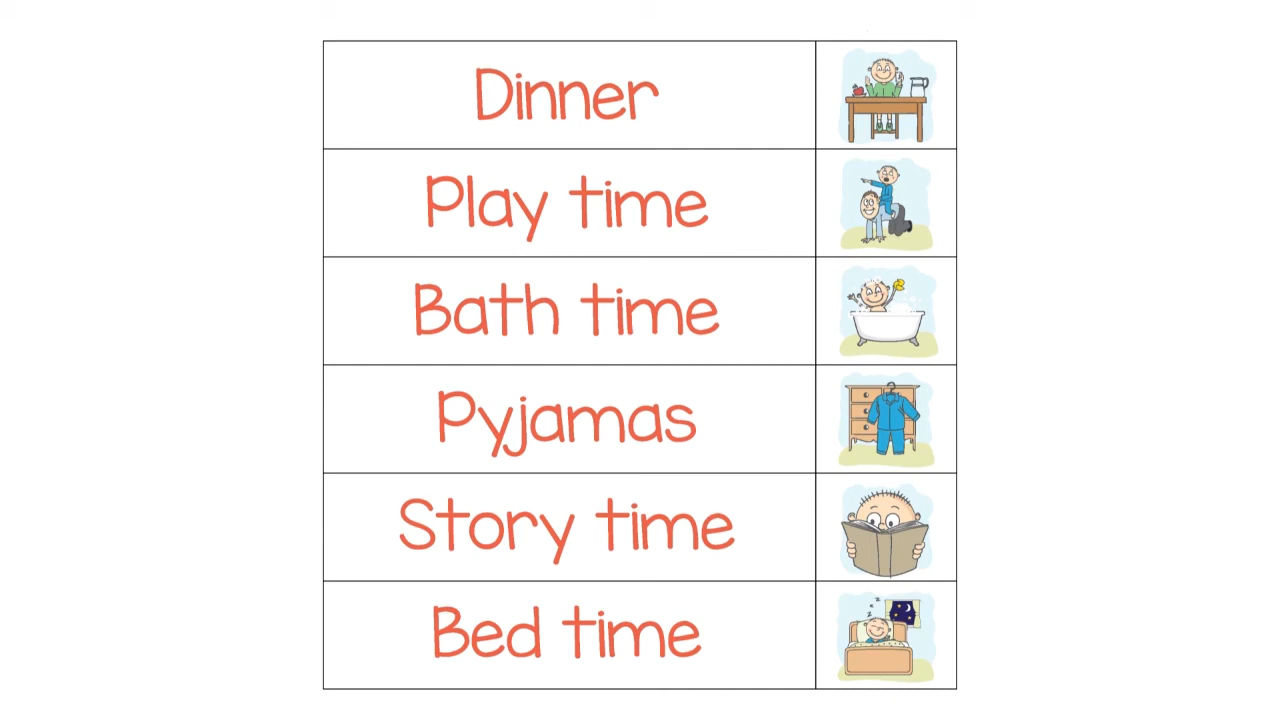 Dinner
Play time
Bath time
Pyjamas
Story time
Bed time